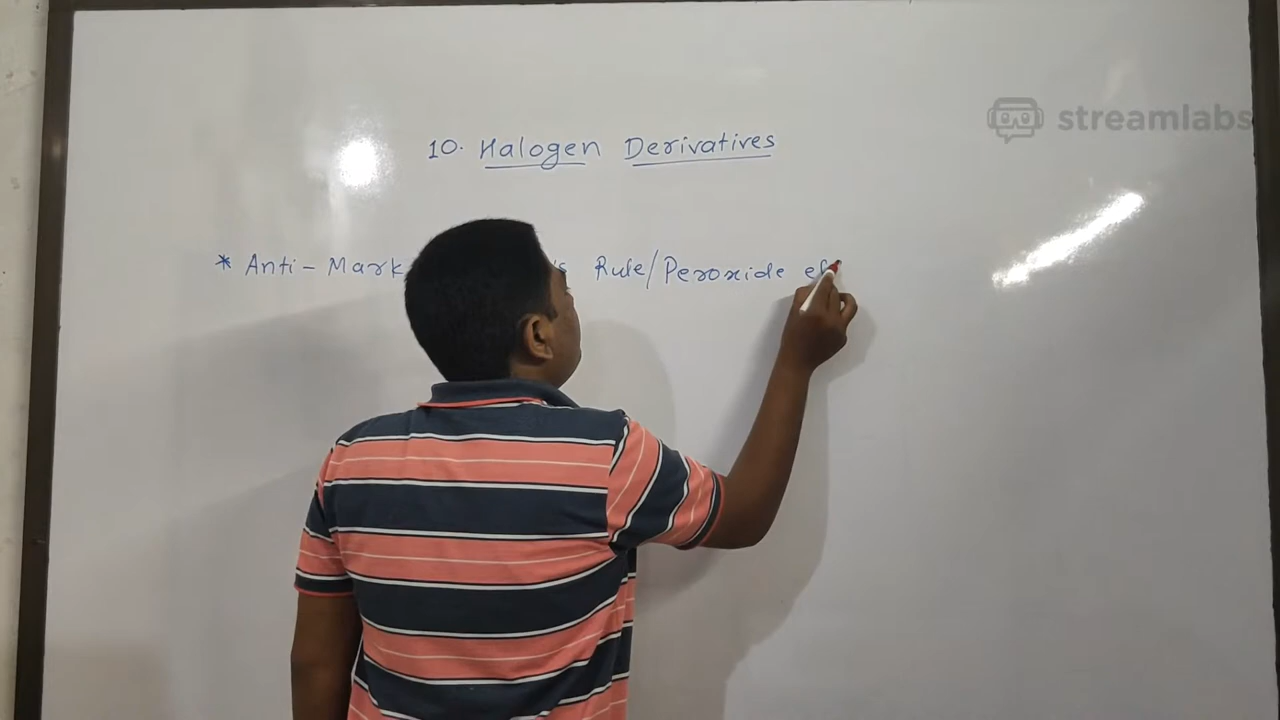 streamlabs
10. Halogen Derivatives
* Anti-Mark s Rule/Peroxide ef